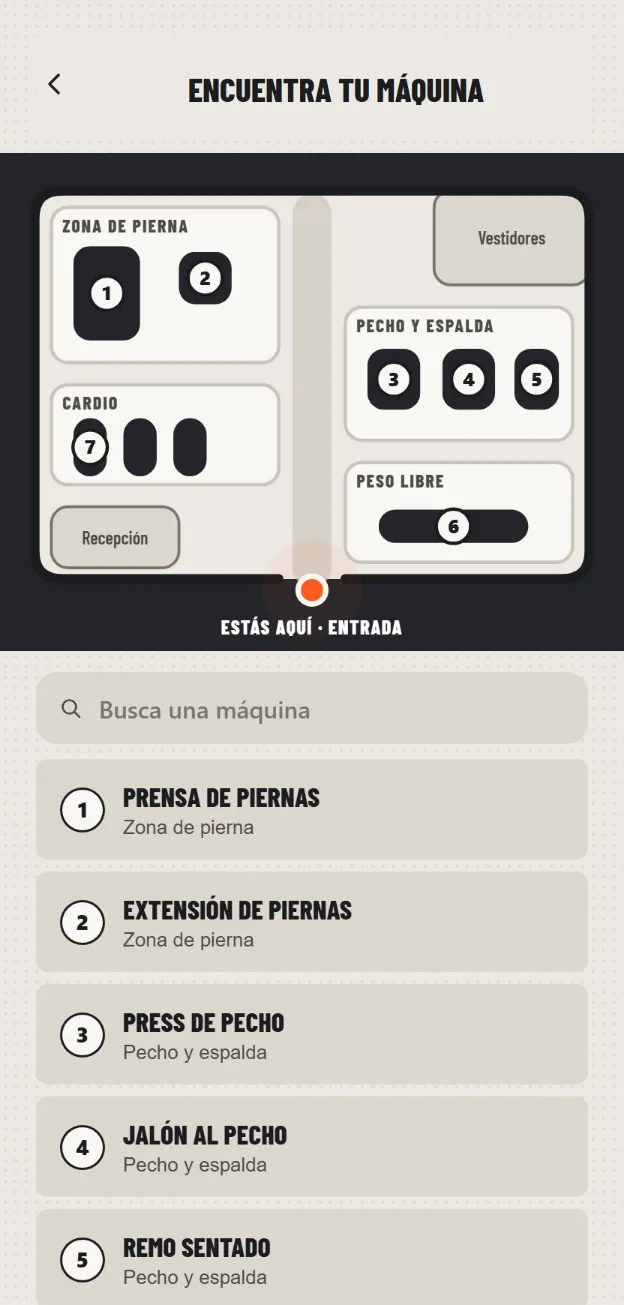 ENCUENTRA TU MÁQUINA
ZONA DE PIERNA
1
2
Vestidores
PECHO Y ESPALDA
3
4
5
CARDIO
7
PESO LIBRE
6
Recepción
ESTÁS AQUÍ · ENTRADA
Busca una máquina
1
PRENSA DE PIERNAS
Zona de pierna
2
EXTENSIÓN DE PIERNAS
Zona de pierna
3
PRESS DE PECHO
Pecho y espalda
4
JALÓN AL PECHO
Pecho y espalda
5
REMO SENTADO
Pecho y espalda